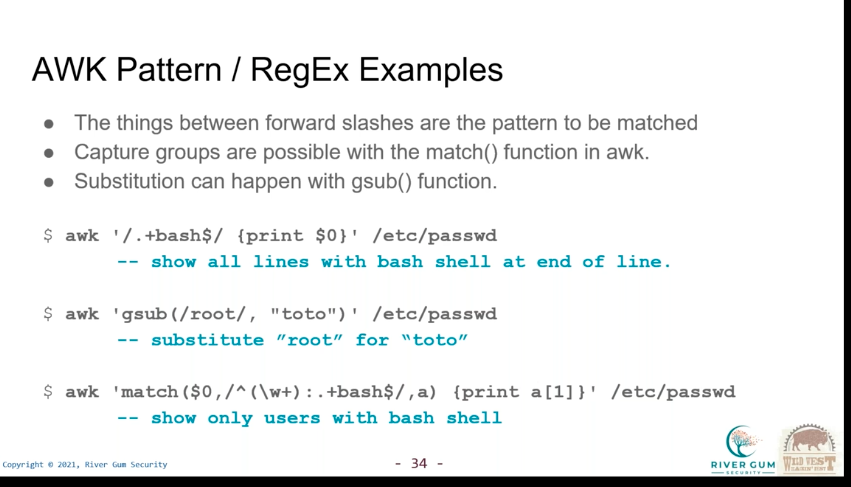 AWK Pattern / RegEx Examples
● The things between forward slashes are the pattern to be matched
● Capture groups are possible with the match() function in awk.
● Substitution can happen with gsub() function.
$ awk '/.+bash$/ {print $0}' /etc/passwd
-- show all lines with bash shell at end of line.
$ awk 'gsub(/root/, "toto")' /etc/passwd
-- substitute ”root” for “toto”
$ awk 'match($0,/^(\w+):.+bash$/,a) {print a[1]}' /etc/passwd
-- show only users with bash shell
Copyright © 2021, River Gum Security
- 34 -
RIVER GUM
SECURITY
WILD WEST
HACKIN' FEST